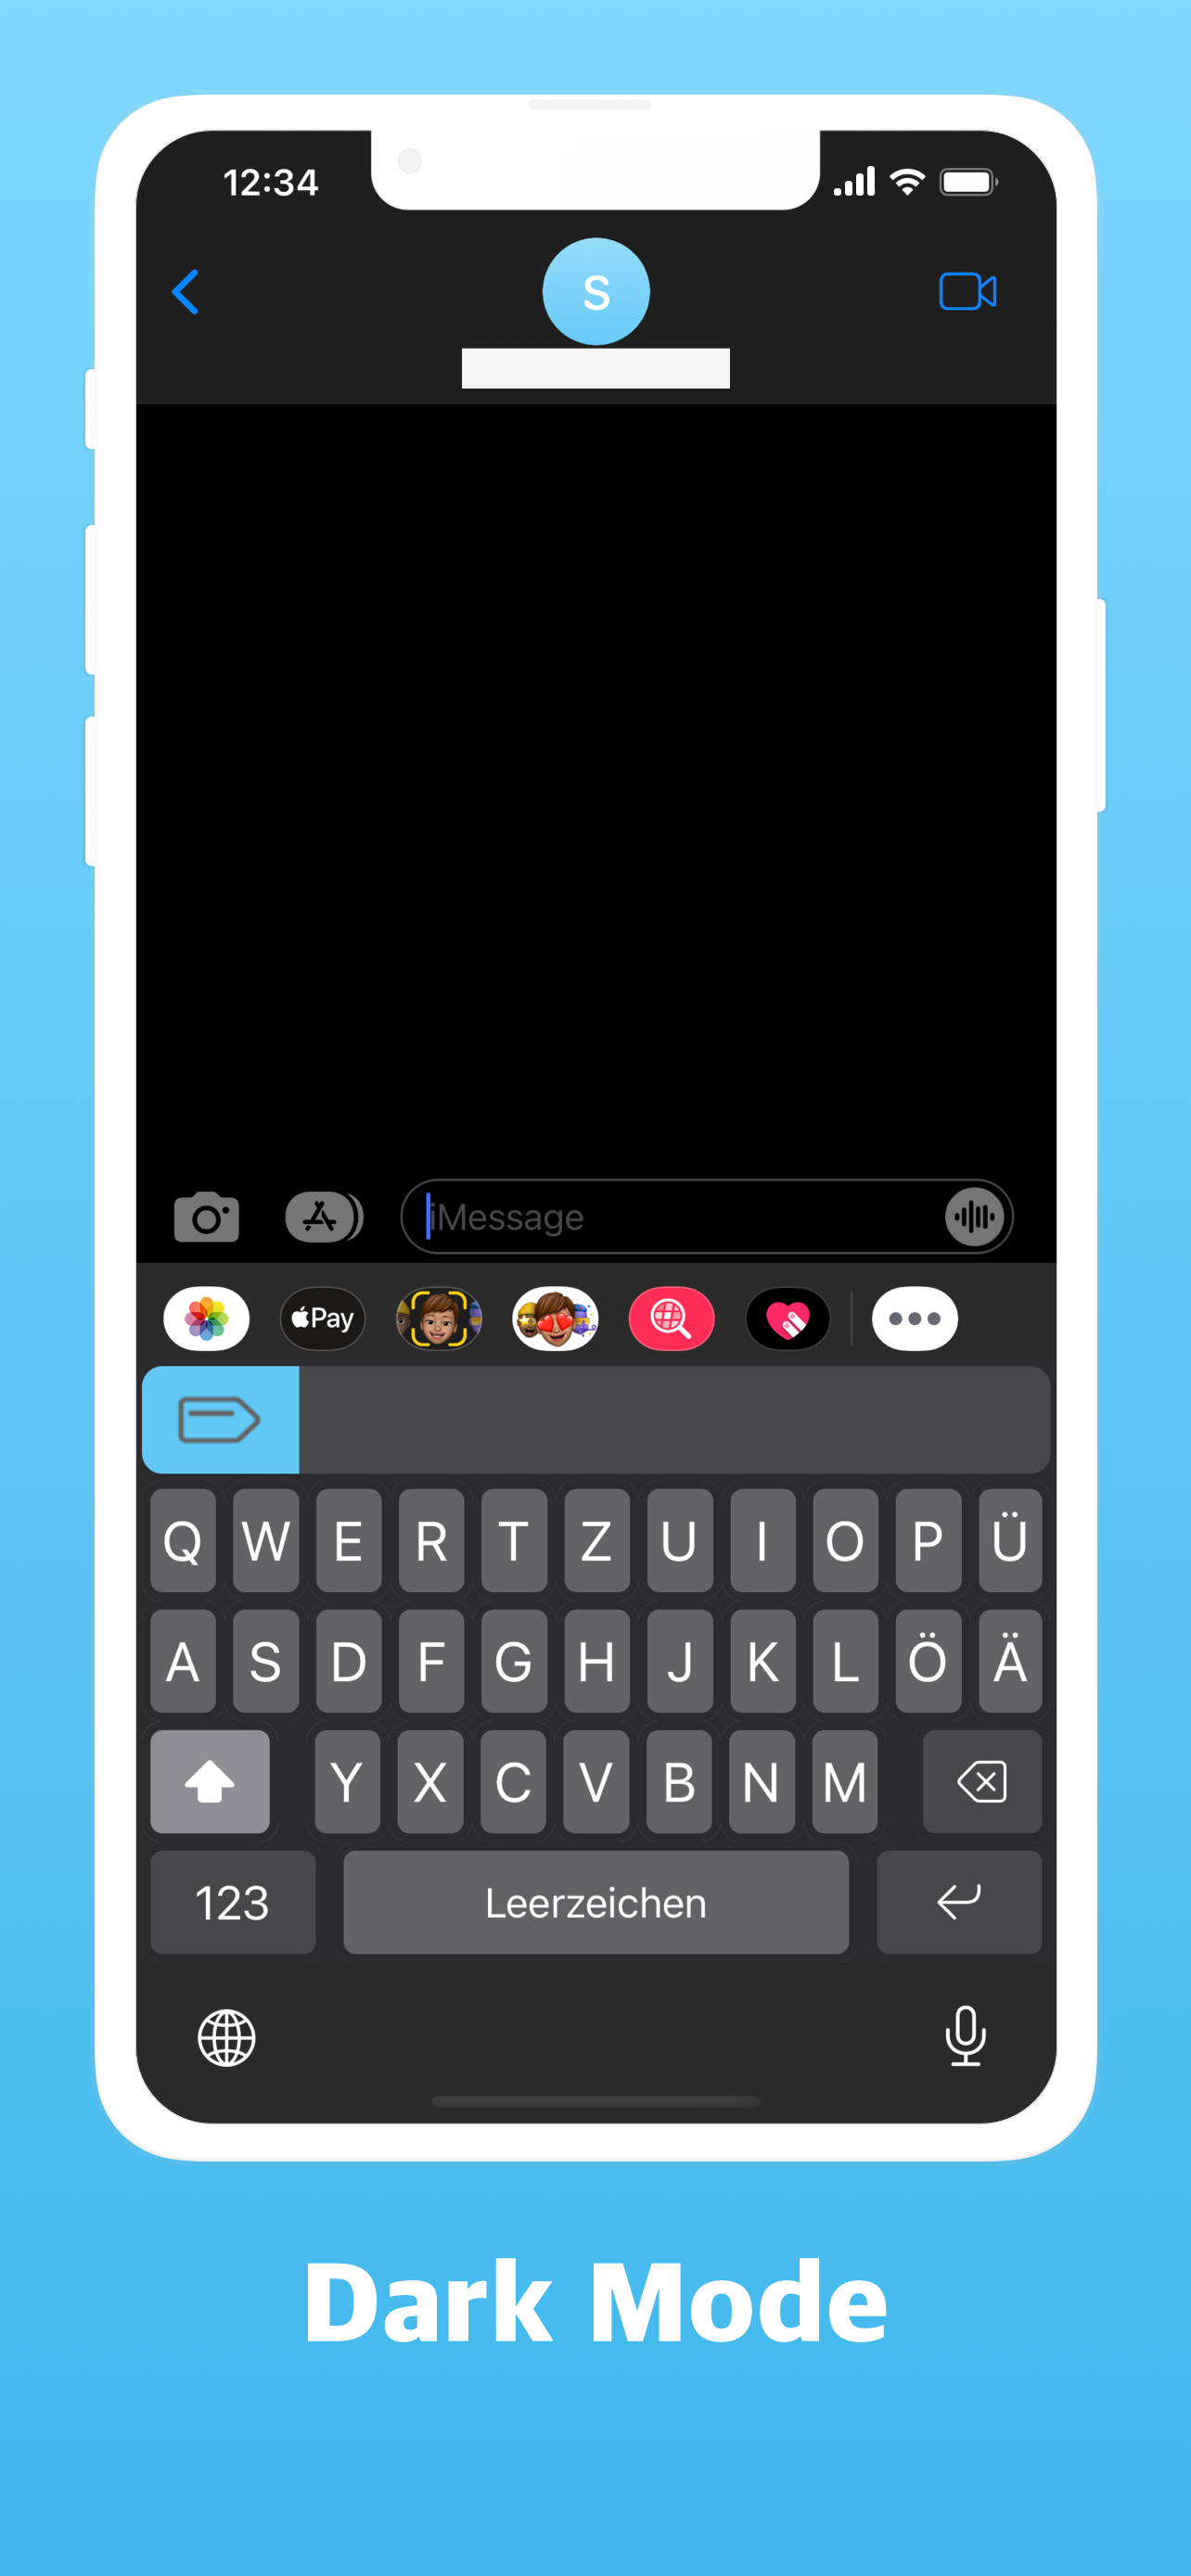 12:34
S
iMessage
Pay
Q W E R T Z U I O P Ü
A S D F G H J K L Ö Ä
Y X C V B N M
123 Leerzeichen
Dark Mode